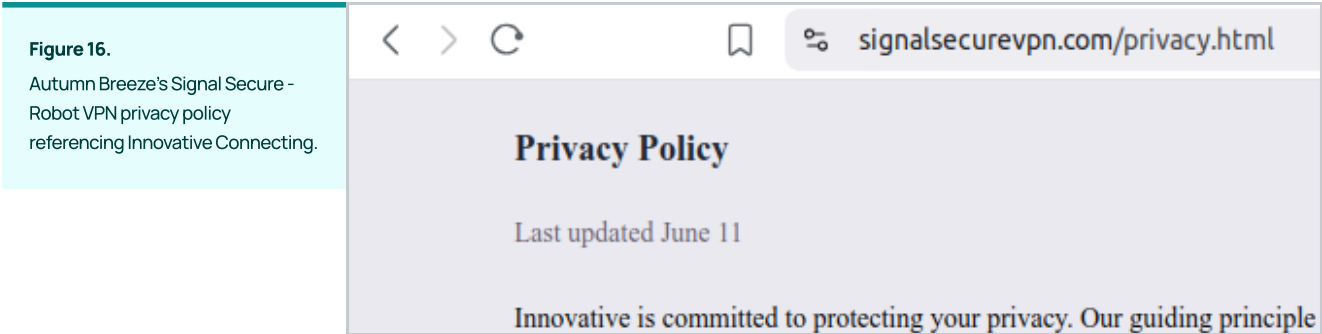 Figure 16.
Autumn Breeze's Signal Secure -
Robot VPN privacy policy
referencing Innovative Connecting.
signalsecurevpn.com/privacy.html
Privacy Policy
Last updated June 11
Innovative is committed to protecting your privacy. Our guiding principle